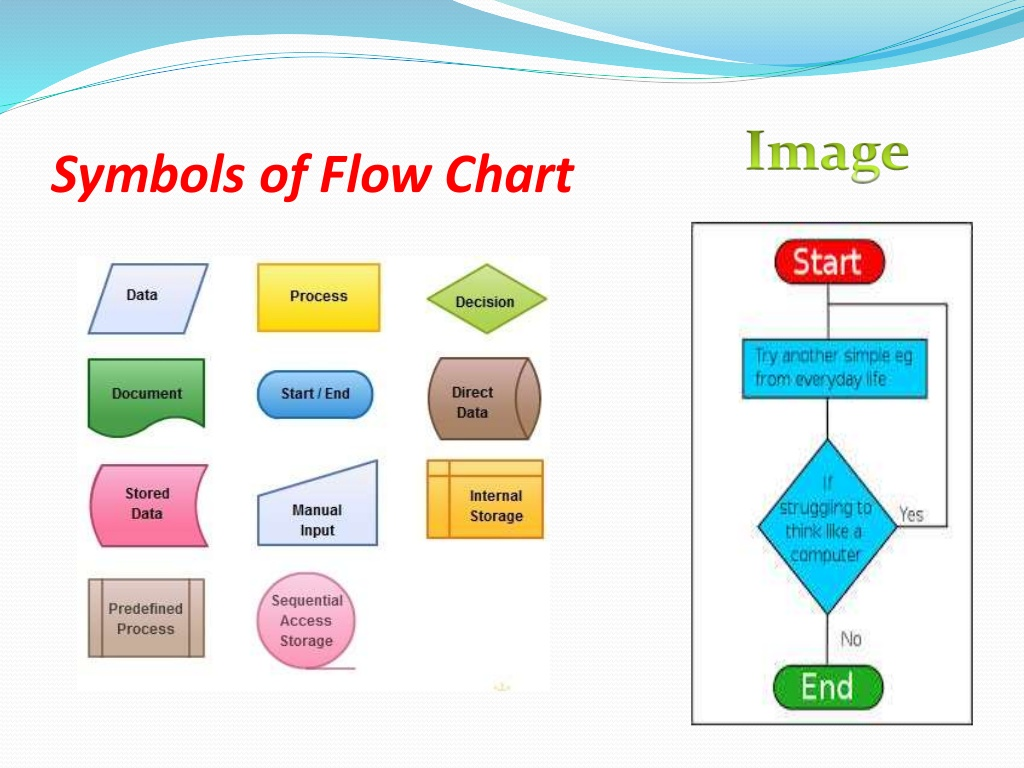 Symbols of Flow Chart
Image
Data
Process
Decision
Document
Start / End
Direct
Data
Stored
Data
Manual
Input
Internal
Storage
Predefined
Process
Sequential
Access
Storage
Start
Try another simple eg
from everyday life
If
struggling to
think like a
computer
Yes
No
End